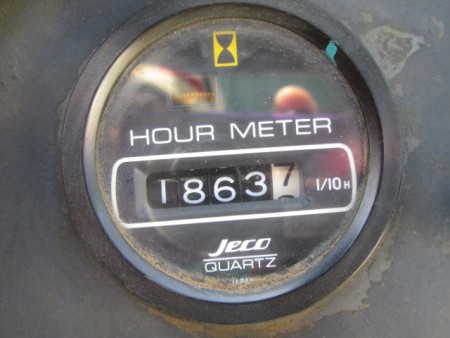 HOUR METER
18637 1/10H
Jeco
QUARTZ